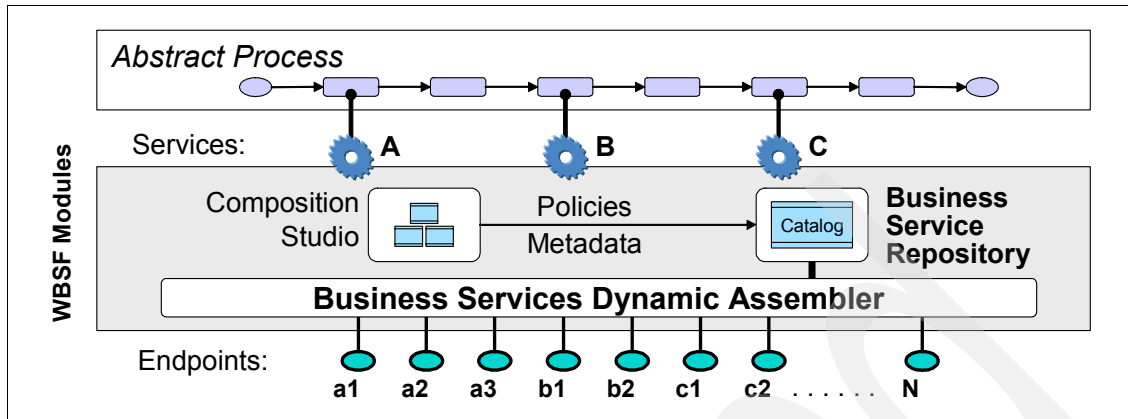 Abstract Process
Services:
A
B
C
WBSF Modules
Composition
Studio
Policies
Metadata
Catalog
Business
Service
Repository
Business Services Dynamic Assembler
Endpoints:
a1 a2 a3 b1 b2 c1 c2 . . . . . . N